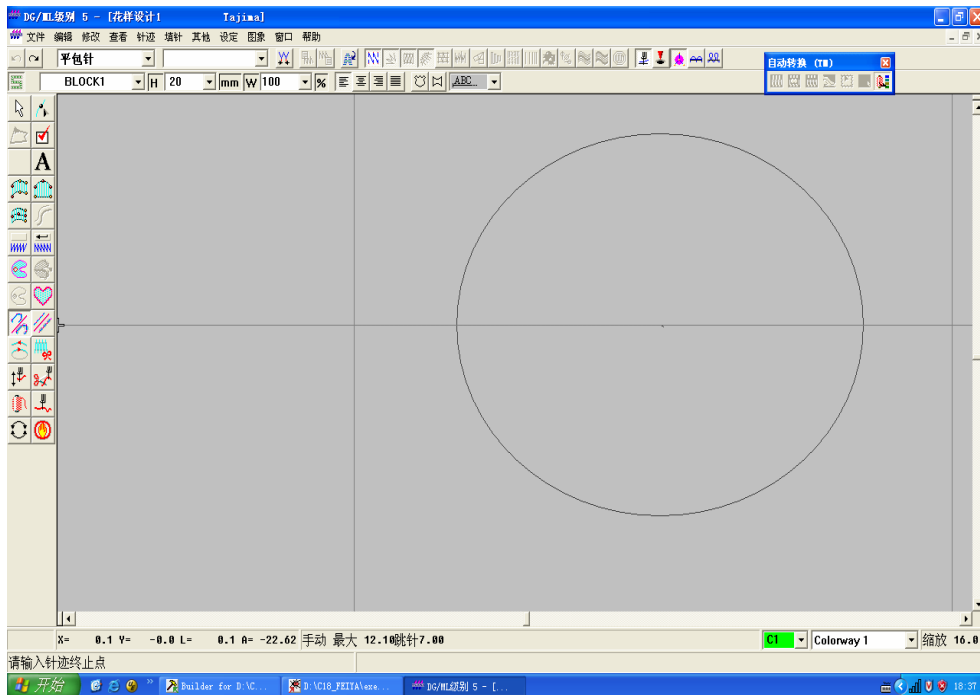 DG/ML级别 5 - [花样设计1 Tajima]
文件 编辑 修改 查看 针迹 填针 其他 设定 图象 窗口 帮助
平包针
自动转换 (TM)
BLOCK1 H 20 mm W 100 % ABC..
A
X= 0.1 Y= -0.0 L= 0.1 A= -22.62 手动 最大 12.10跳针7.00 C1 Colorway 1 缩放 16.0
请输入针迹终止点
开始 Builder for D:\C... D:\C18_FEIYA\exe... DG/ML级别 5 - [... 18:37